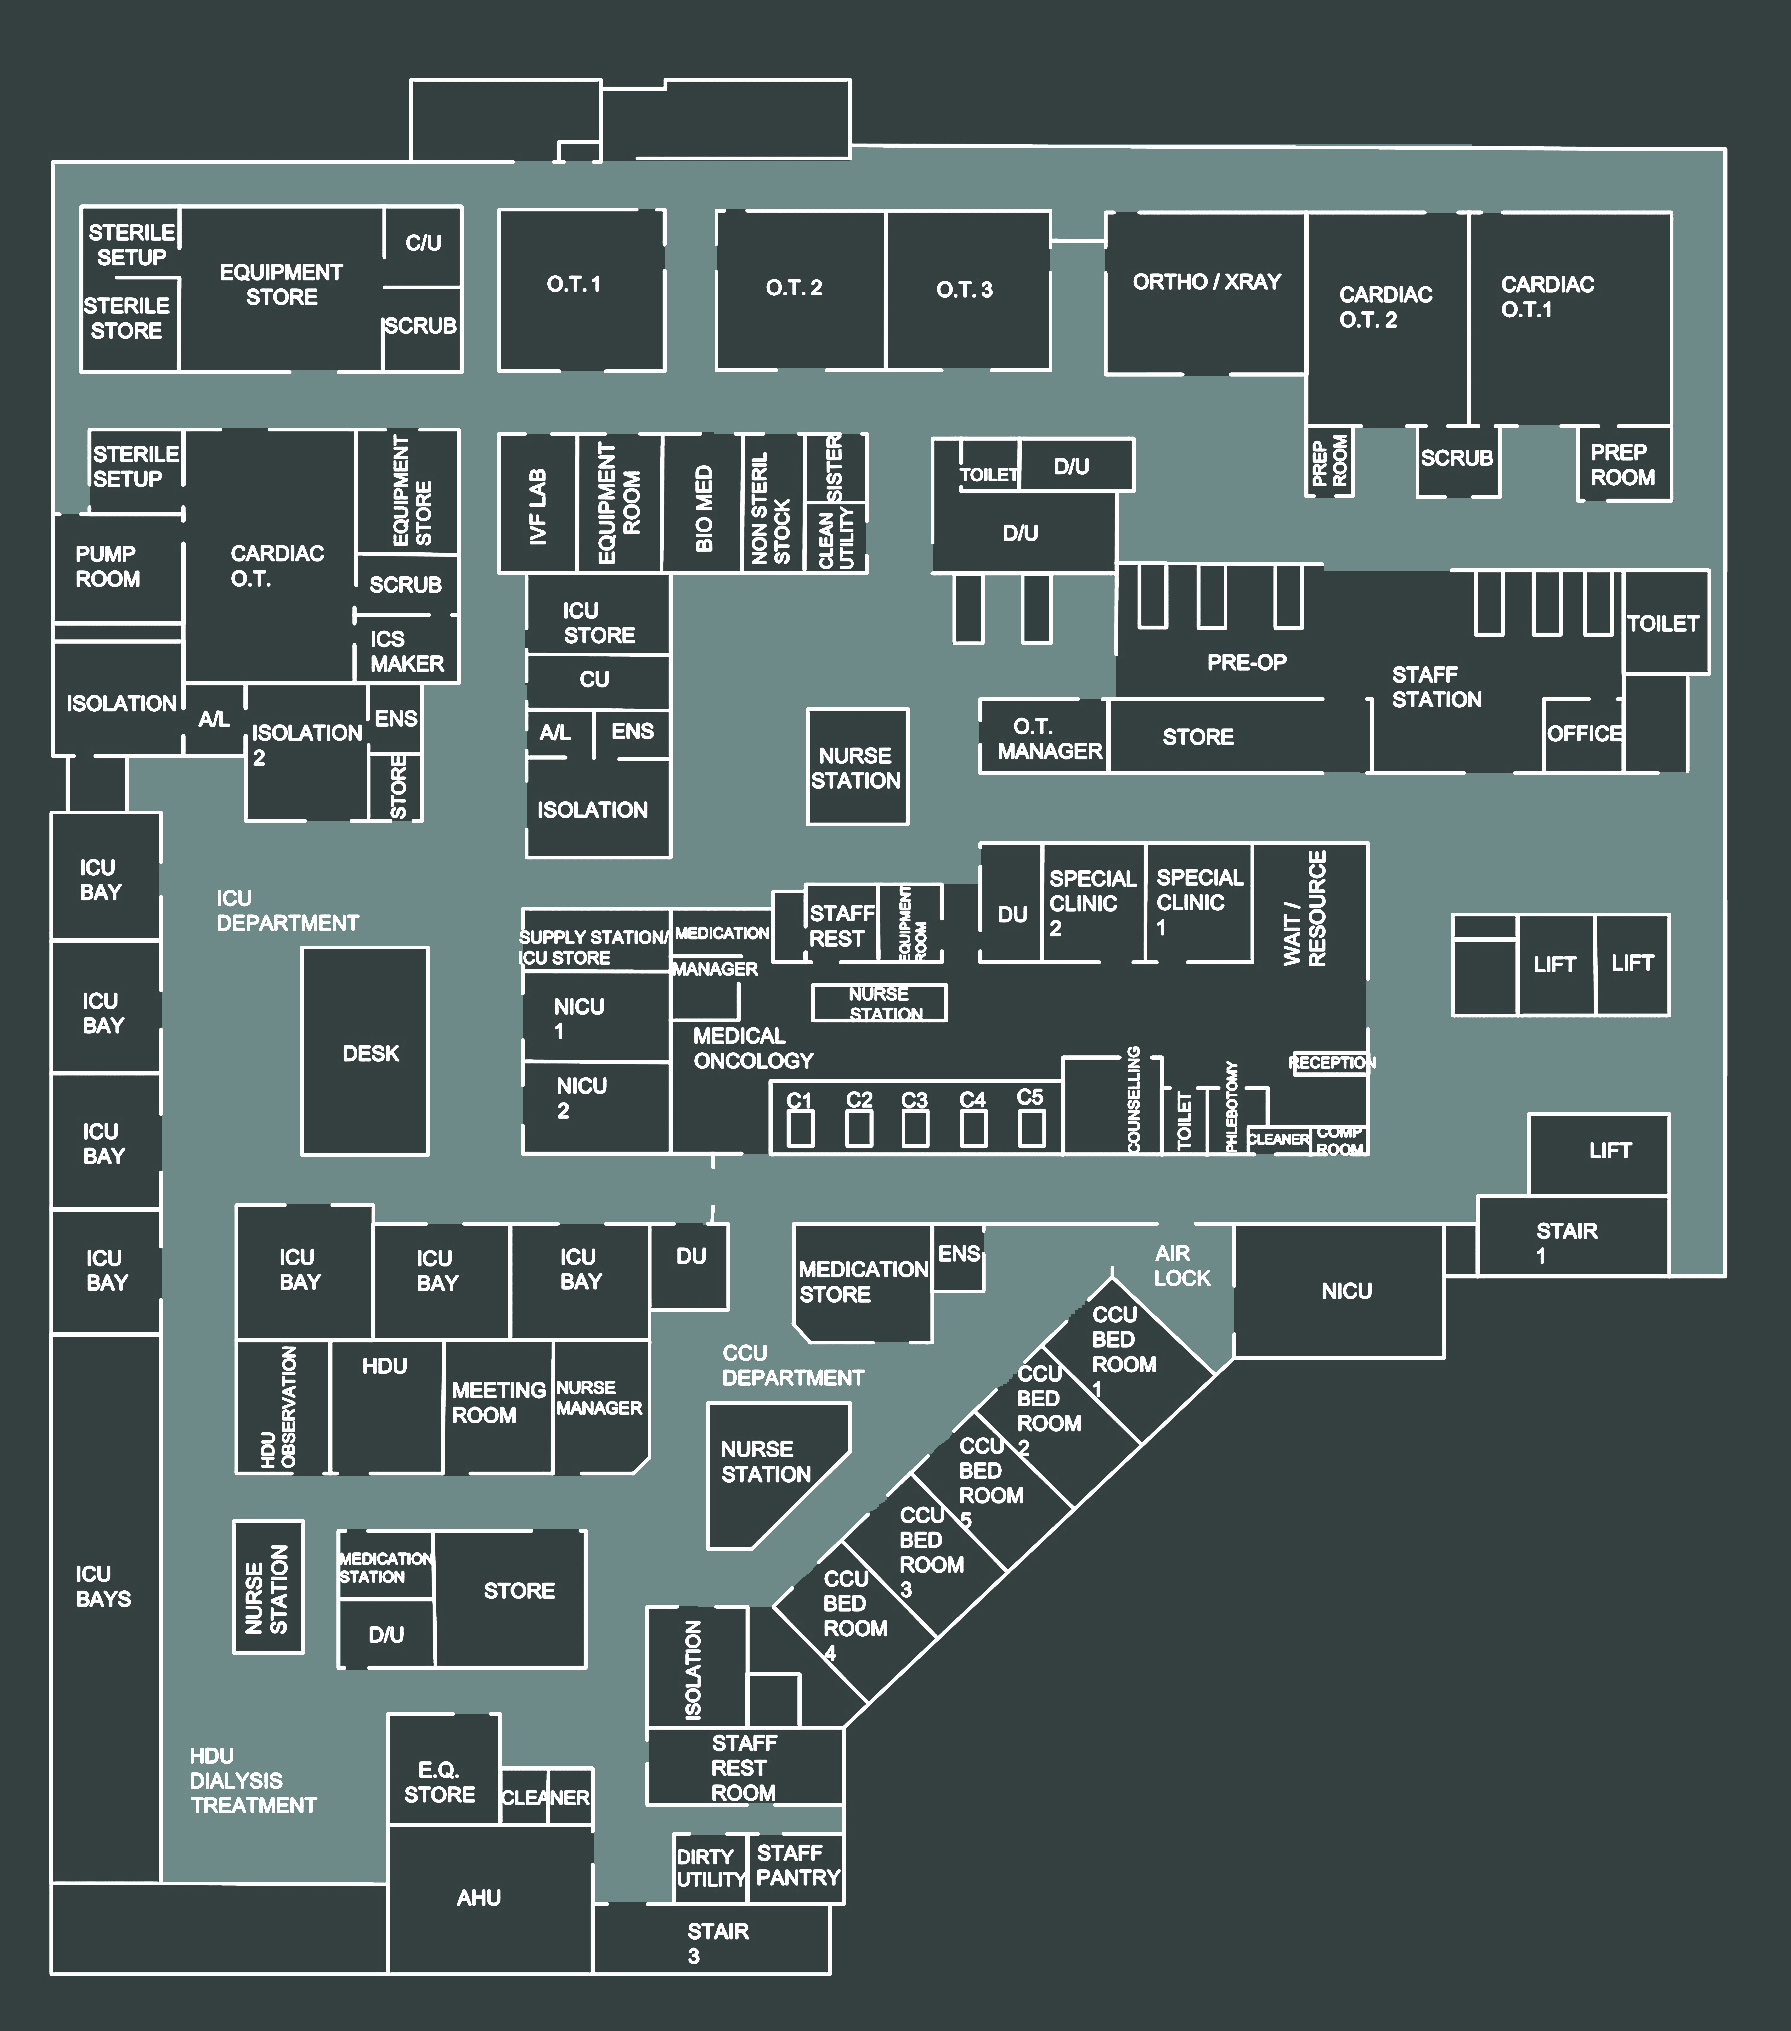 STERILE
SETUP
C/U
EQUIPMENT
STORE
STERILE
STORE
SCRUB
O.T. 1
O.T. 2
O.T. 3
ORTHO / XRAY
CARDIAC
O.T. 2
CARDIAC
O.T.1
STERILE
SETUP
EQUIPMENT
STORE
PUMP
ROOM
CARDIAC
O.T.
SCRUB
ICS
MAKER
ISOLATION
A/L
ISOLATION
2
ENS
STORE
IVF LAB
EQUIPMENT
ROOM
BIO MED
NON STERIL
STOCK
SISTER
CLEAN
UTILITY
TOILET
D/U
D/U
PREP
ROOM
SCRUB
PREP
ROOM
ICU
STORE
CU
A/L
ENS
ISOLATION
NURSE
STATION
PRE-OP
STAFF
STATION
TOILET
O.T.
MANAGER
STORE
OFFICE
ICU
BAY
ICU
DEPARTMENT
ICU
BAY
DESK
ICU
BAY
ICU
BAY
SUPPLY STATION/
ICU STORE
MEDICATION
MANAGER
NICU
1
NICU
2
STAFF
REST
EQUIPMENT
ROOM
DU
SPECIAL
CLINIC
2
SPECIAL
CLINIC
1
WAIT /
RESOURCE
NURSE
STATION
MEDICAL
ONCOLOGY
C1
C2
C3
C4
C5
COUNSELLING
TOILET
PHLEBOTOMY
RECEPTION
CLEANER
COMP
ROOM
LIFT
LIFT
LIFT
STAIR
1
ICU
BAY
ICU
BAY
ICU
BAY
DU
MEDICATION
STORE
ENS
AIR
LOCK
NICU
HDU
OBSERVATION
HDU
MEETING
ROOM
NURSE
MANAGER
CCU
DEPARTMENT
NURSE
STATION
CCU
BED
ROOM
1
CCU
BED
ROOM
2
CCU
BED
ROOM
5
CCU
BED
ROOM
3
CCU
BED
ROOM
4
ICU
BAYS
NURSE
STATION
MEDICATION
STATION
STORE
D/U
ISOLATION
STAFF
REST
ROOM
HDU
DIALYSIS
TREATMENT
E.Q.
STORE
CLEANER
DIRTY
UTILITY
STAFF
PANTRY
AHU
STAIR
3